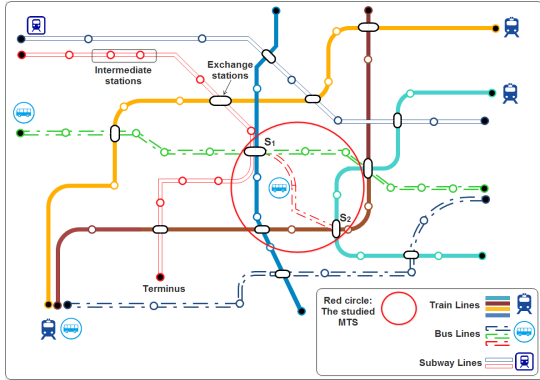 Intermediate
stations
Exchange
stations
S1
S2
Terminus
Red circle:
The studied
MTS
Train Lines
Bus Lines
Subway Lines